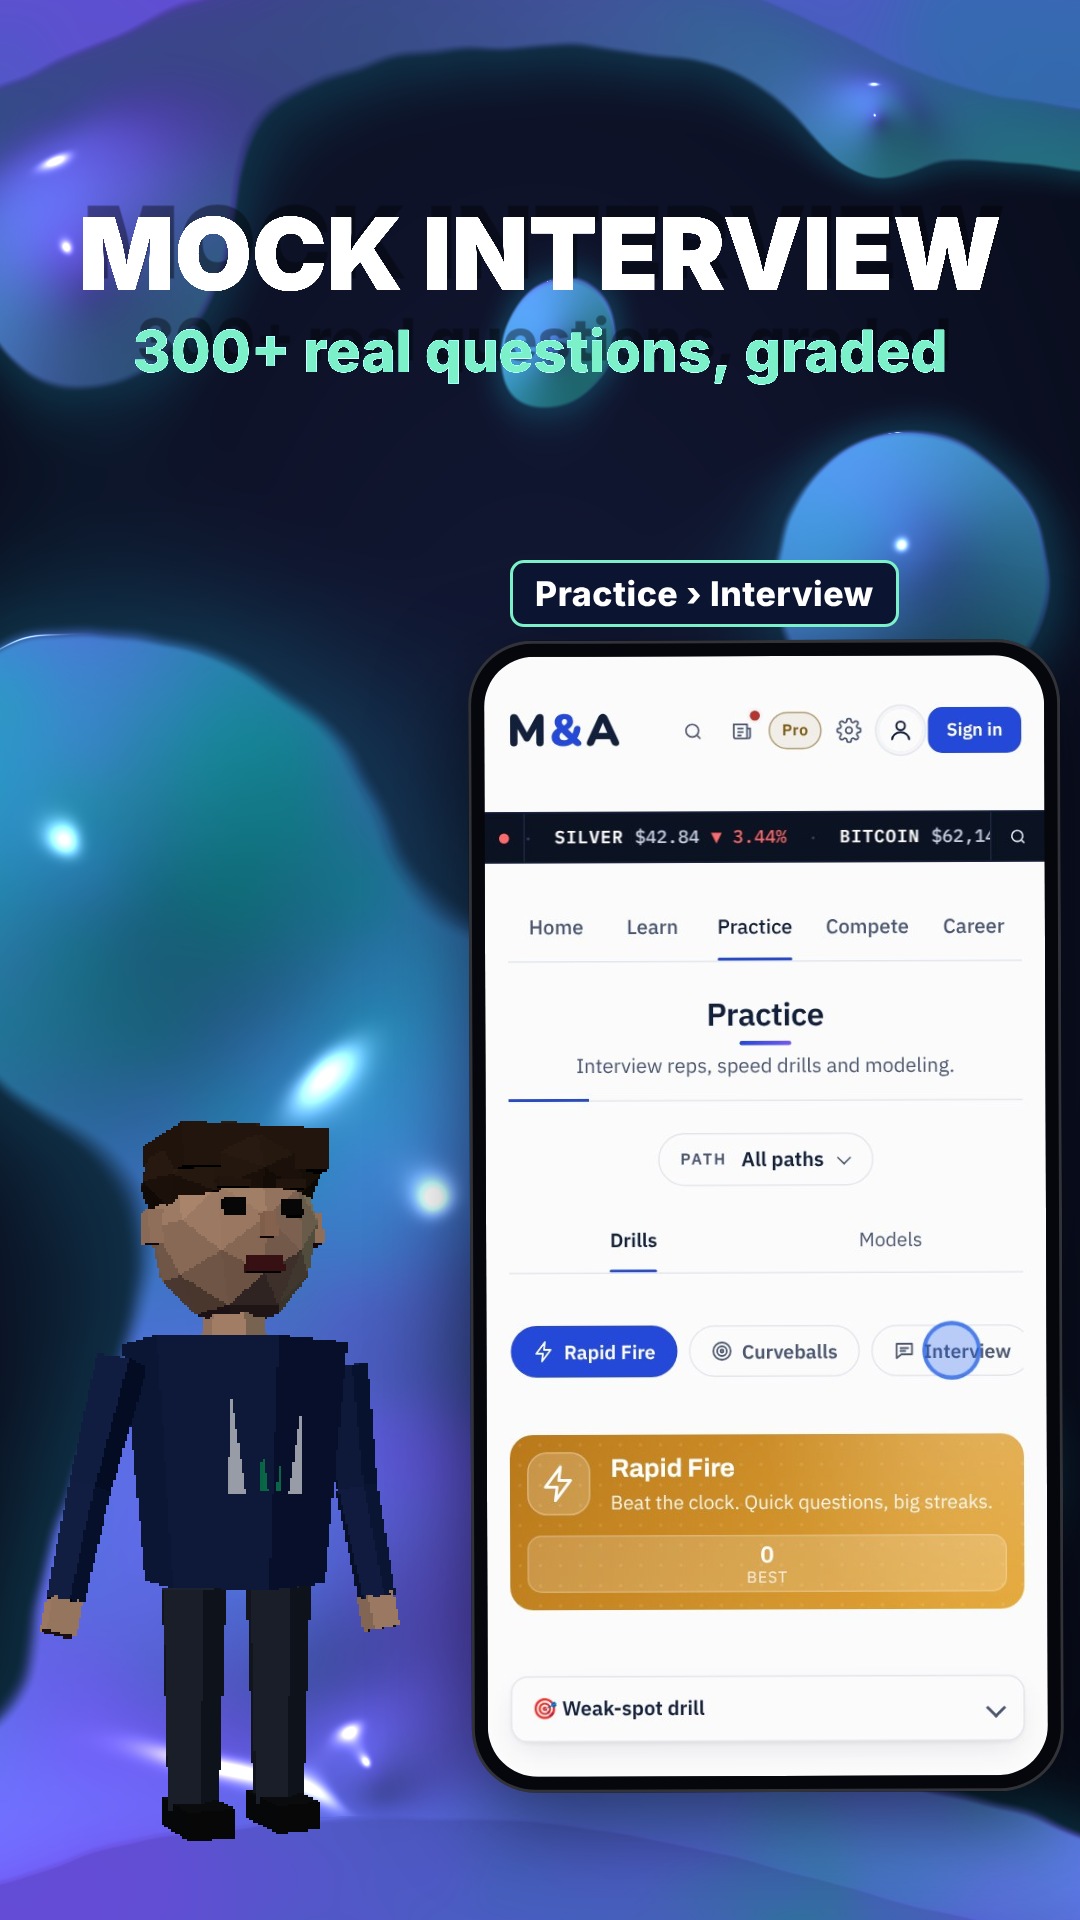 MOCK INTERVIEW
300+ real questions, graded
Practice › Interview
M&A
Pro
Sign in
SILVER $42.84 ▼ 3.44% · BITCOIN $62,14
Home Learn Practice Compete Career
Practice
Interview reps, speed drills and modeling.
PATH All paths
Drills Models
Rapid Fire Curveballs Interview
Rapid Fire
Beat the clock. Quick questions, big streaks.
0
BEST
🎯 Weak-spot drill